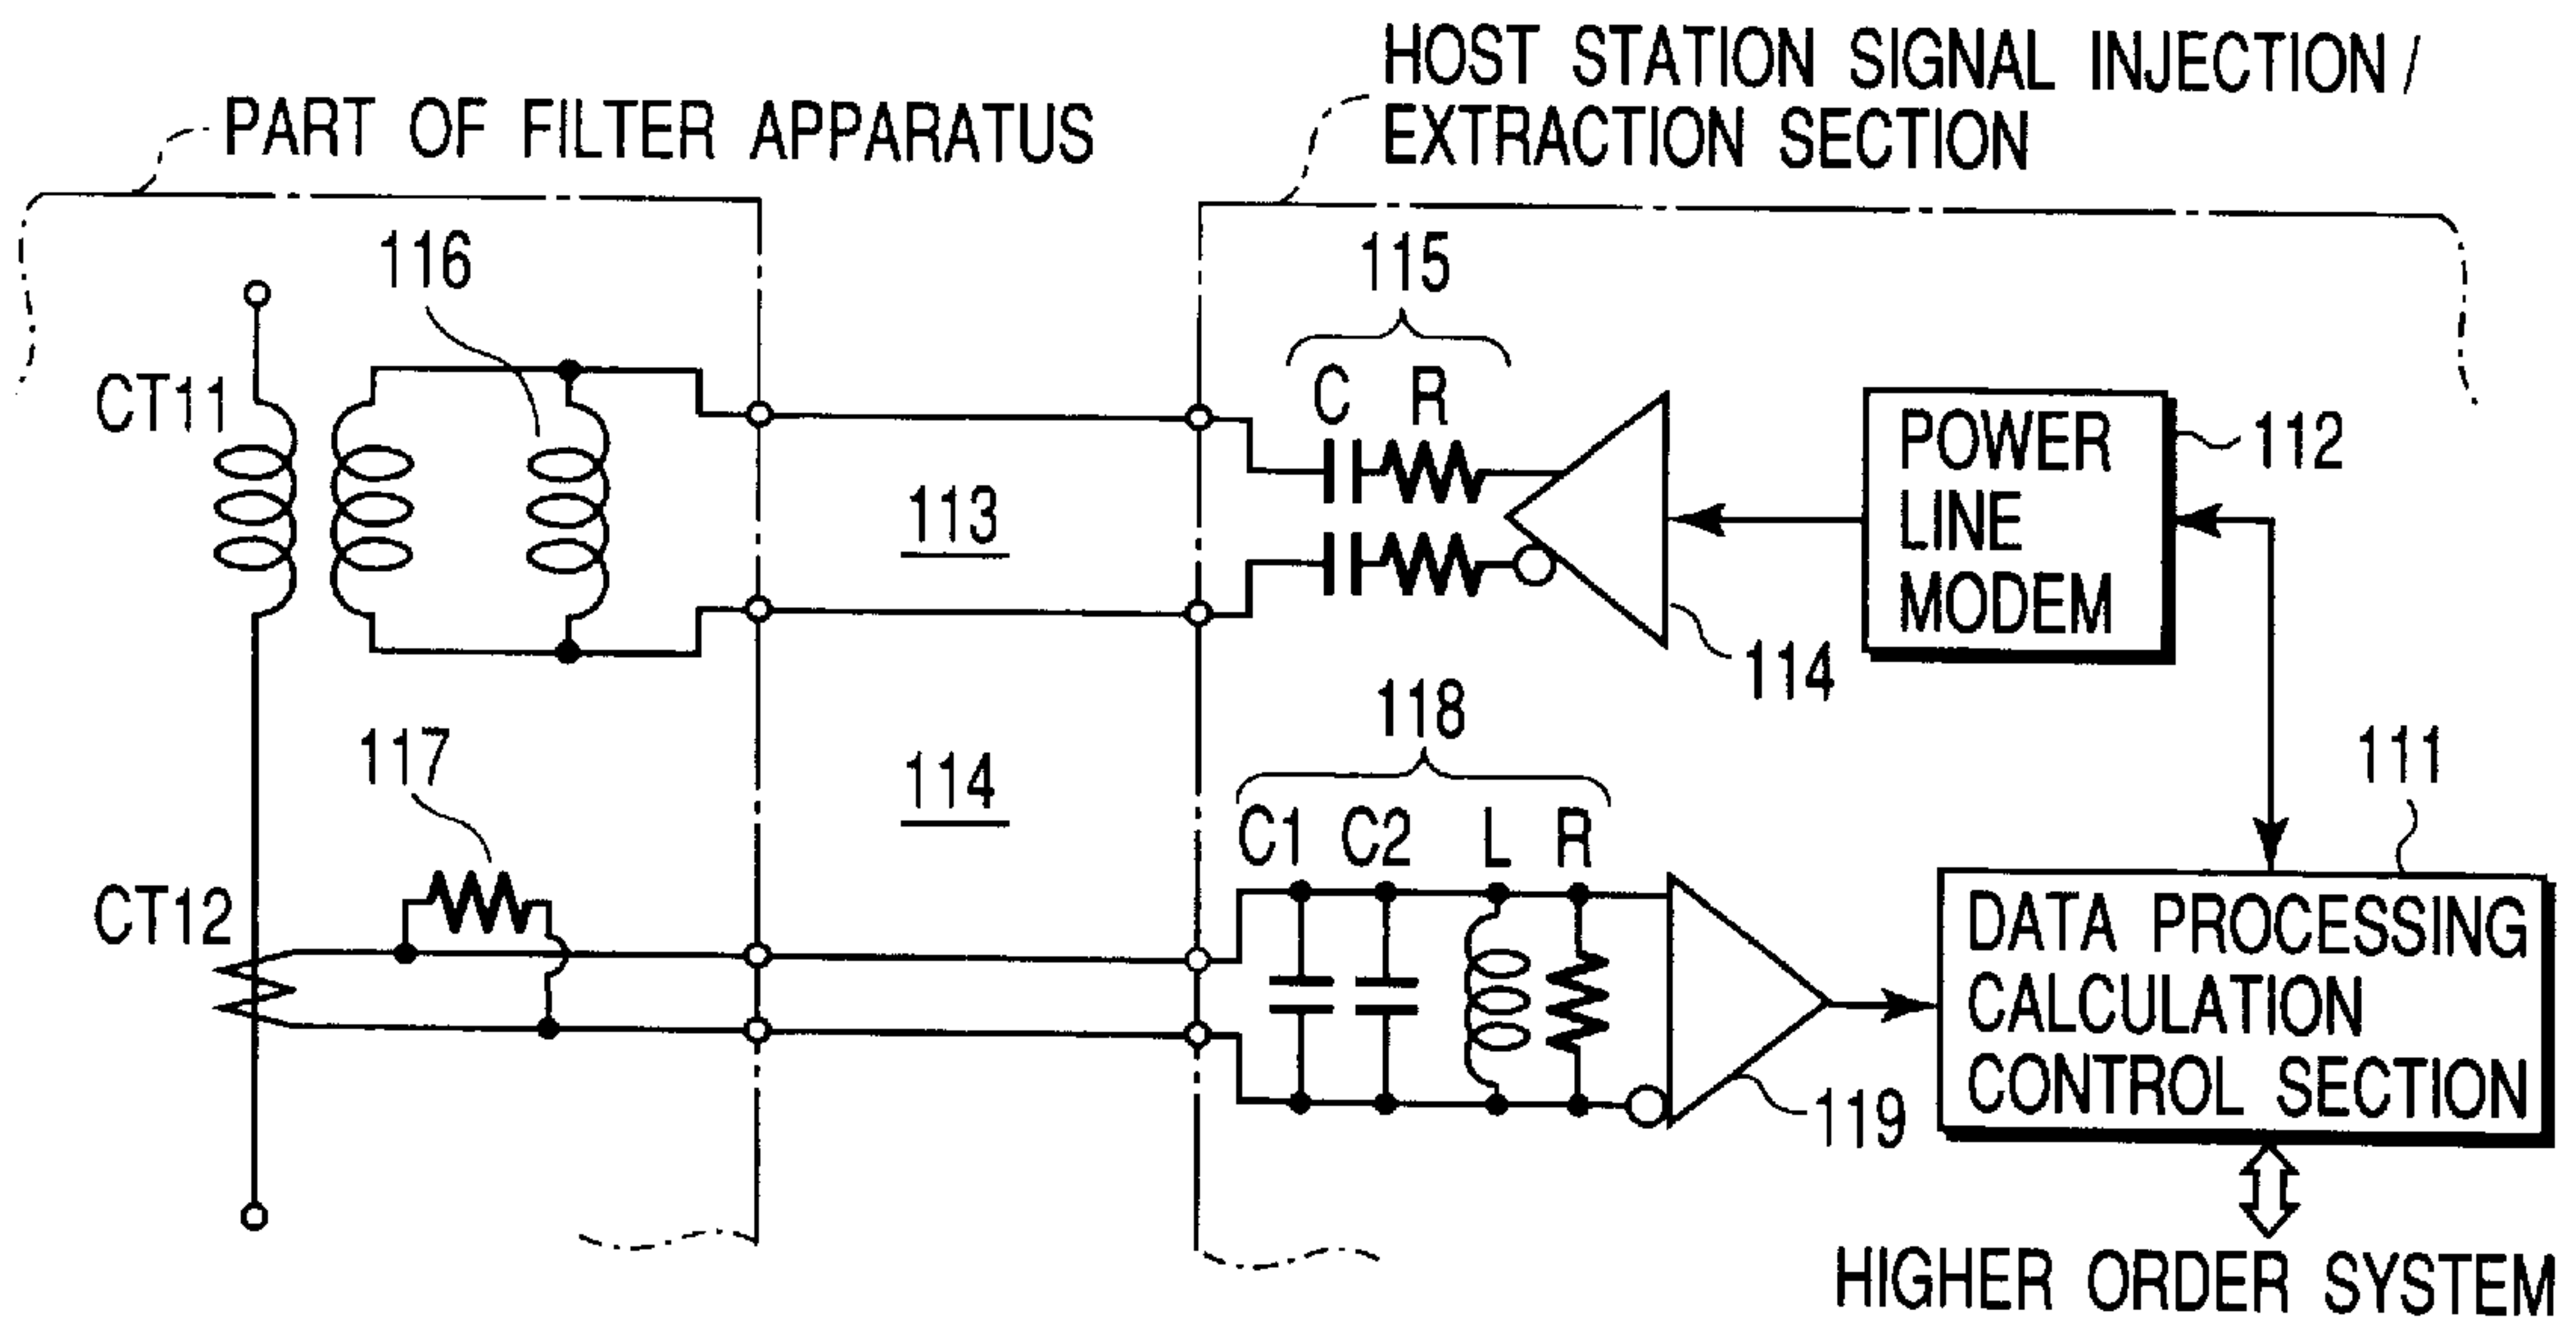 HOST STATION SIGNAL INJECTION /
EXTRACTION SECTION
PART OF FILTER APPARATUS
116
115
C R
CT11
113
POWER
LINE
MODEM
112
114
118
117
114
111
C1 C2 L R
CT12
DATA PROCESSING
CALCULATION
CONTROL SECTION
119
HIGHER ORDER SYSTEM